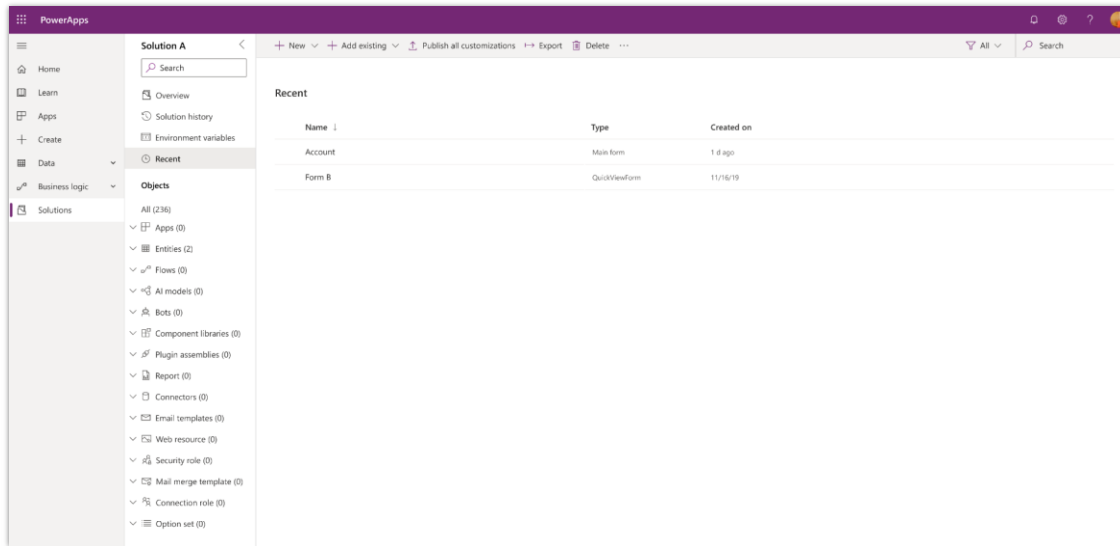 PowerApps
Home
Learn
Apps
Create
Data
Business logic
Solutions
Solution A
Search
Overview
Solution history
Environment variables
Recent
Objects
All (236)
Apps (0)
Entities (2)
Flows (0)
AI models (0)
Bots (0)
Component libraries (0)
Plugin assemblies (0)
Report (0)
Connectors (0)
Email templates (0)
Web resource (0)
Security role (0)
Mail merge template (0)
Connection role (0)
Option set (0)
New Add existing Publish all customizations Export Delete ··· All Search
Recent
Name ↓ Type Created on
Account Main form 1 d ago
Form B QuickViewForm 11/16/19